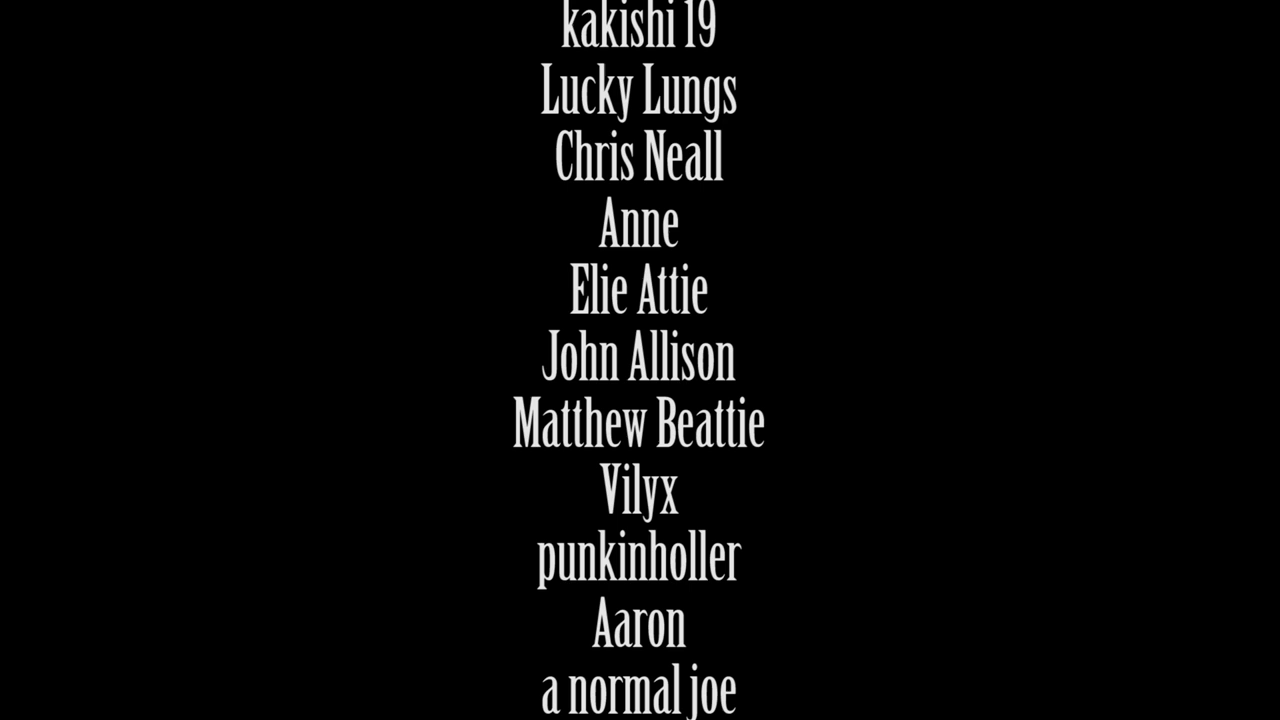 kakishi 19
Lucky Lungs
Chris Neall
Anne
Elie Attie
John Allison
Matthew Beattie
Vilyx
punkinholler
Aaron
a normal joe